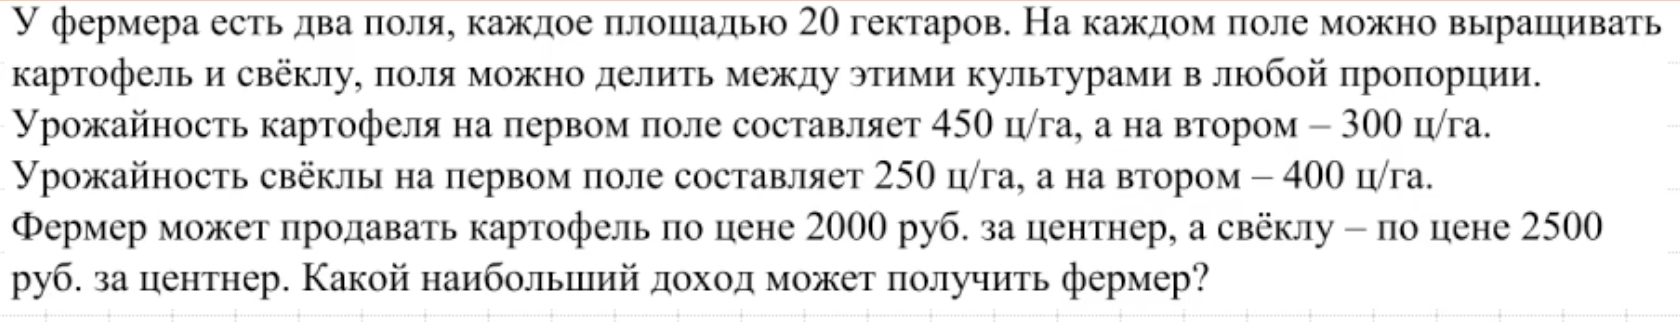 У фермера есть два поля, каждое площадью 20 гектаров. На каждом поле можно выращивать
картофель и свёклу, поля можно делить между этими культурами в любой пропорции.
Урожайность картофеля на первом поле составляет 450 ц/га, а на втором – 300 ц/га.
Урожайность свёклы на первом поле составляет 250 ц/га, а на втором – 400 ц/га.
Фермер может продавать картофель по цене 2000 руб. за центнер, а свёклу – по цене 2500
руб. за центнер. Какой наибольший доход может получить фермер?